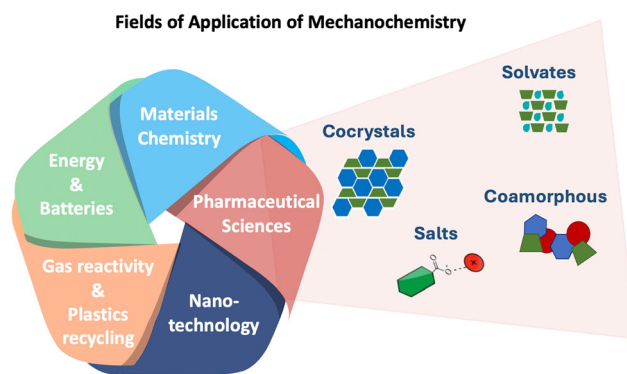 Fields of Application of Mechanochemistry
Materials
Chemistry
Energy
&
Batteries
Pharmaceutical
Sciences
Gas reactivity
&
Plastics
recycling
Nano-
technology
Cocrystals
Solvates
Salts
Coamorphous
O
O
-
+